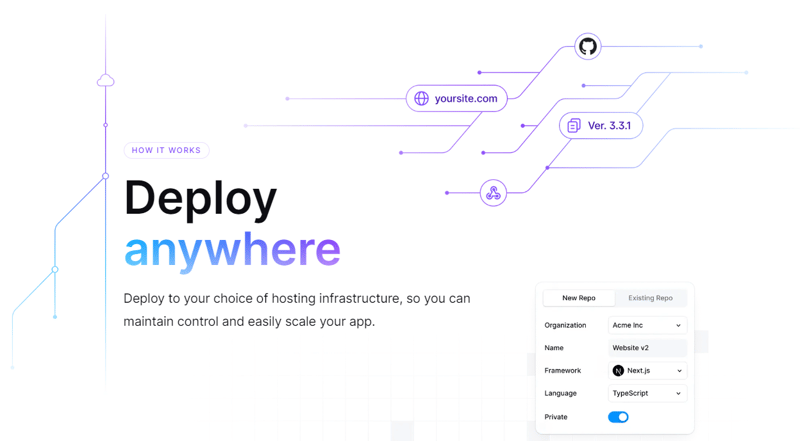 yoursite.com
Ver. 3.3.1
HOW IT WORKS
Deploy
anywhere
Deploy to your choice of hosting infrastructure, so you can
maintain control and easily scale your app.
New Repo Existing Repo
Organization Acme Inc
Name Website v2
Framework N Next.js
Language TypeScript
Private